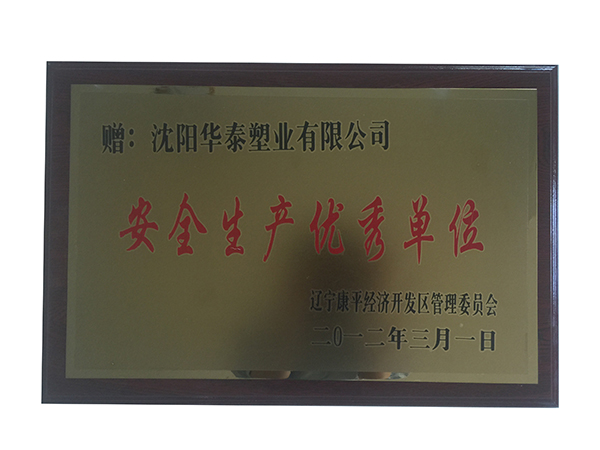 赠：沈阳华泰塑业有限公司
安全生产优秀单位
辽宁康平经济开发区管理委员会
二〇一二年三月一日